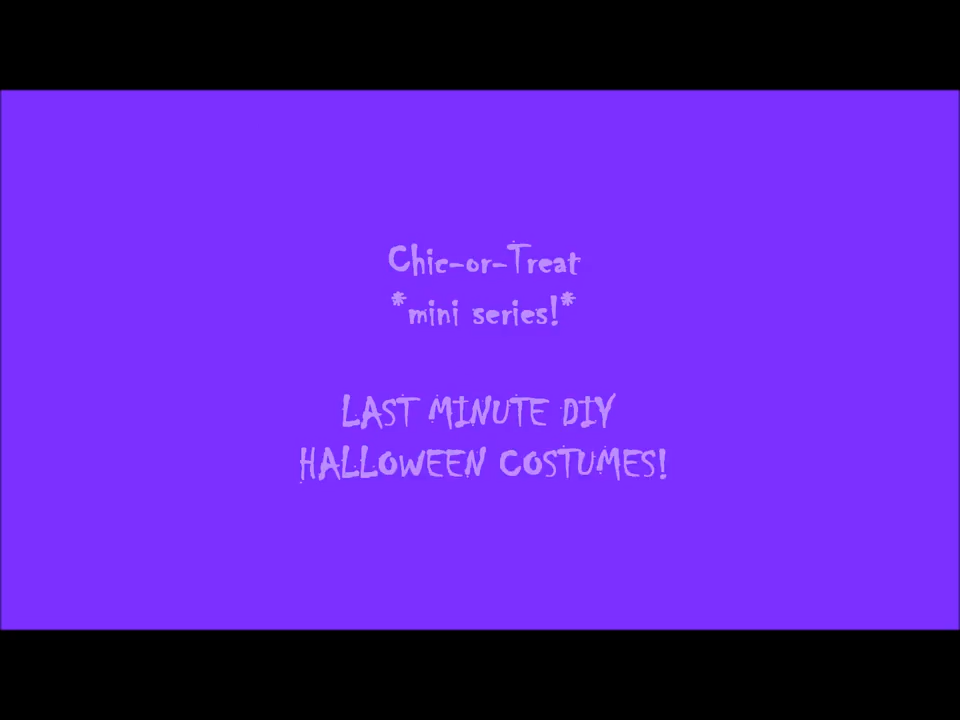 Chic-or-Treat
*mini series!*
LAST MINUTE DIY
HALLOWEEN COSTUMES!